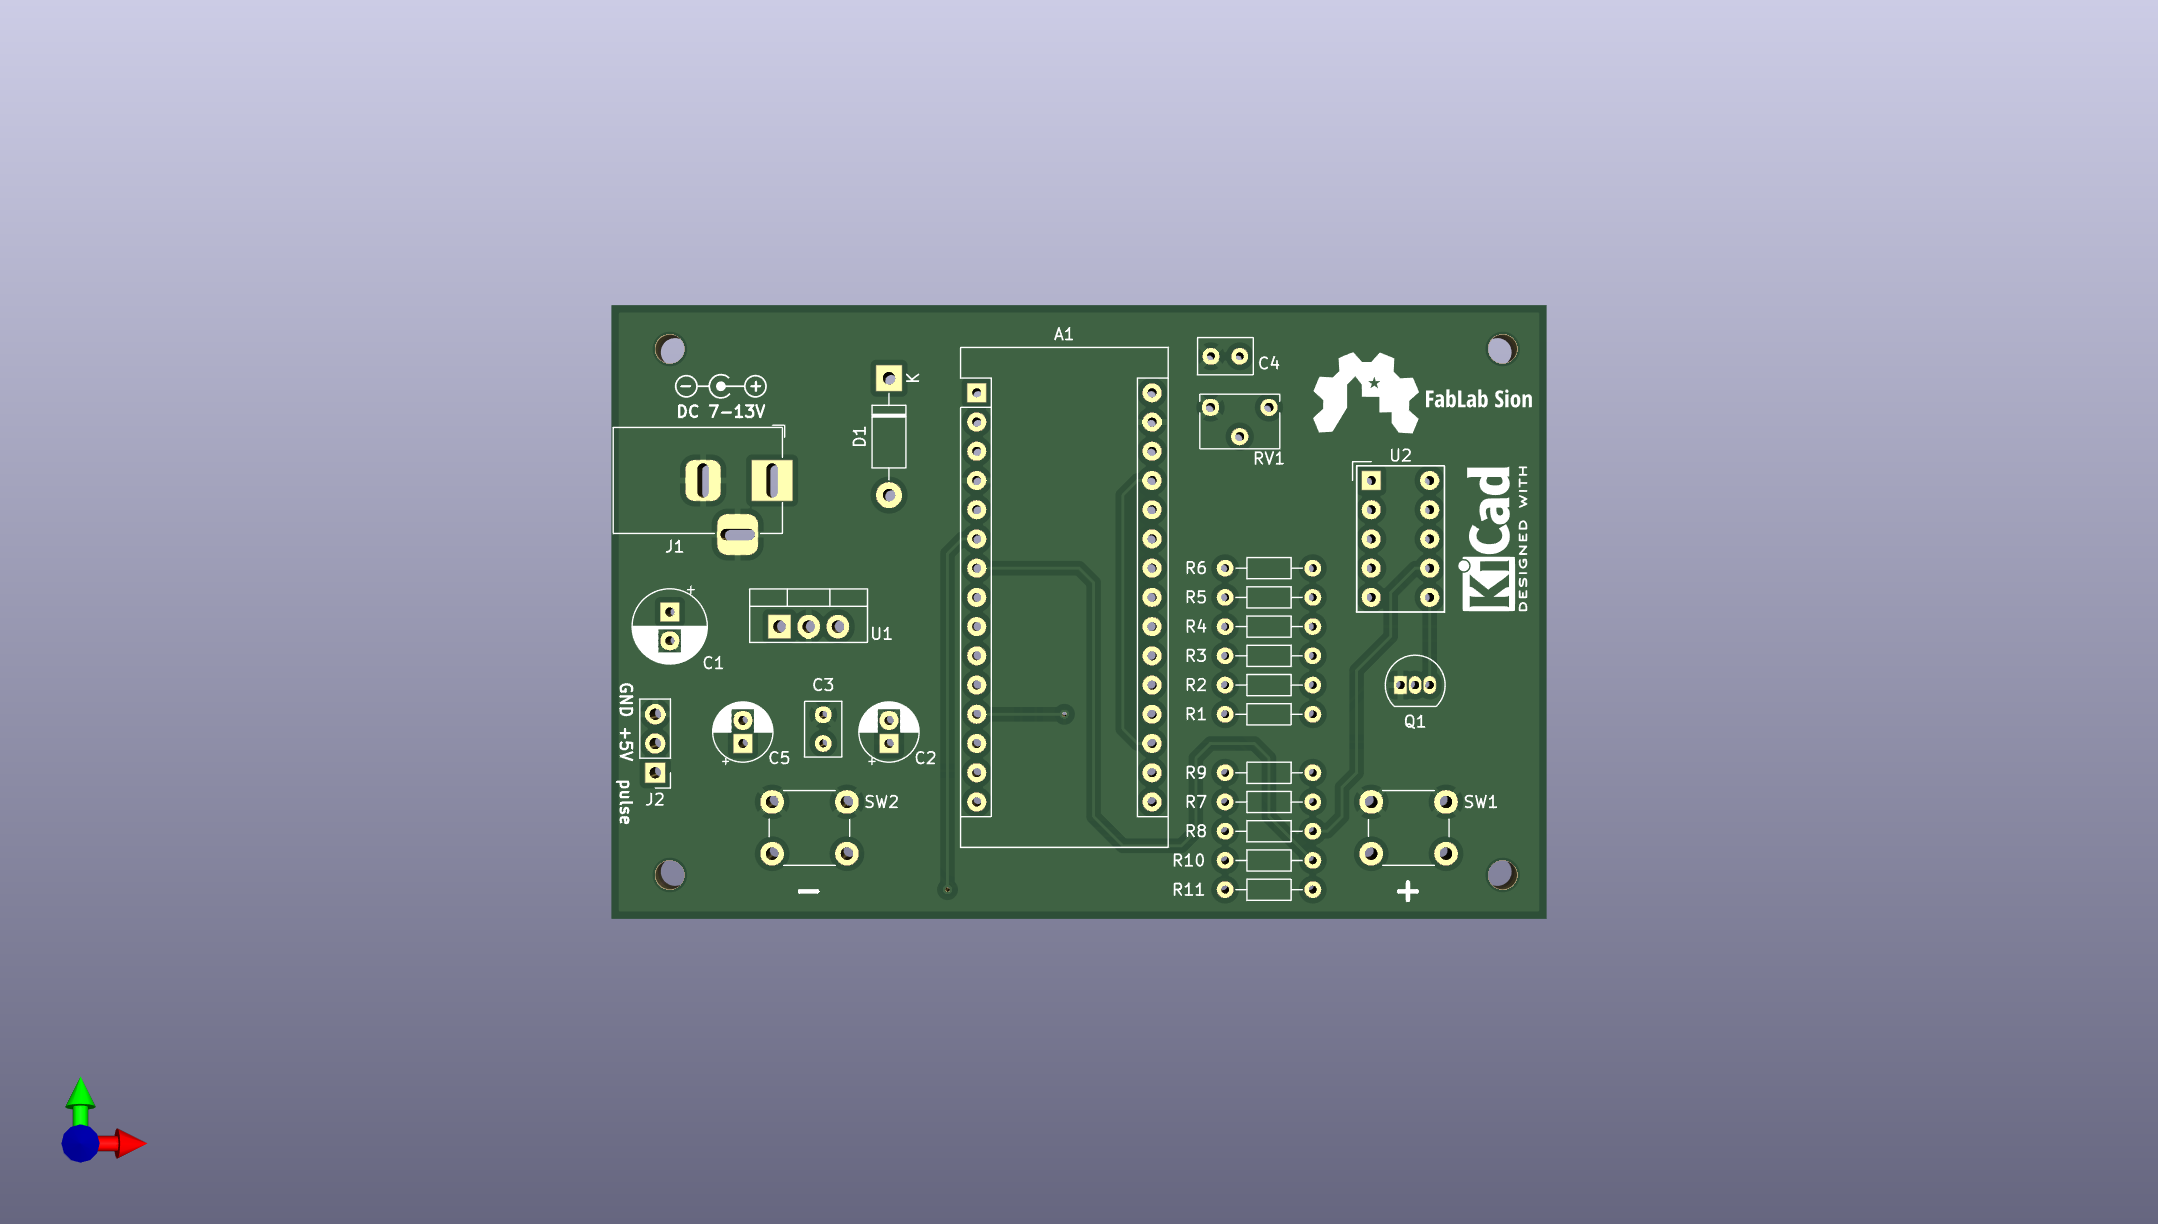 A1
C4
K
DC 7-13V
FabLab Sion
D1
RV1
U2
KiCad
DESIGNED WITH
J1
R6
R5
R4
R3
R2
R1
+
U1
C1
C3
GND +5V pulse
Q1
C5
+
C2
+
J2
SW2
R9
R7
R8
R10
R11
SW1
−
+